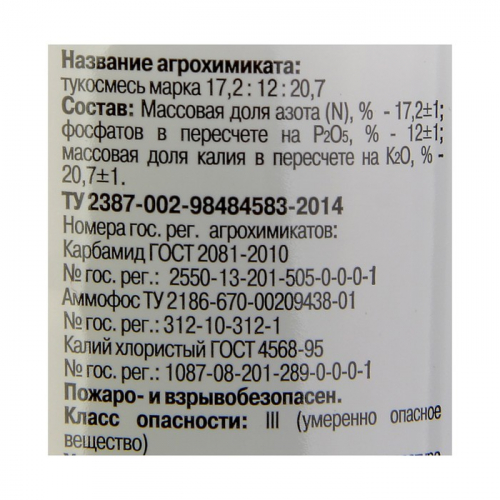 Название агрохимиката:
тукосмесь марка 17,2 : 12 : 20,7
Состав: Массовая доля азота (N), % - 17,2±1;
фосфатов в пересчете на P2O5, % - 12±1;
массовая доля калия в пересчете на K2O, % -
20,7±1.
ТУ 2387-002-98484583-2014
Номера гос. рег. агрохимикатов:
Карбамид ГОСТ 2081-2010
№ гос. рег.: 2550-13-201-505-0-0-0-1
Аммофос ТУ 2186-670-00209438-01
№ гос. рег.: 312-10-312-1
Калий хлористый ГОСТ 4568-95
№ гос. рег.: 1087-08-201-289-0-0-0-1
Пожаро- и взрывобезопасен.
Класс опасности: III (умеренно опасное
вещество)